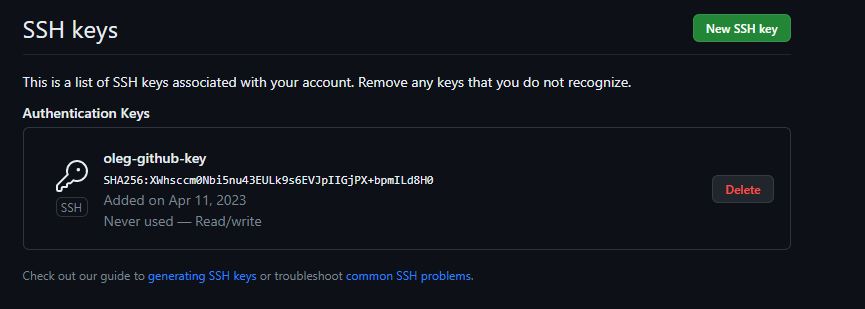 SSH keys
New SSH key
This is a list of SSH keys associated with your account. Remove any keys that you do not recognize.
Authentication Keys
oleg-github-key
SHA256:XWhsccm0Nbi5nu43EULk9s6EVJpIIGjPX+bpmILd8H0
SSH
Added on Apr 11, 2023
Never used — Read/write
Delete
Check out our guide to generating SSH keys or troubleshoot common SSH problems.